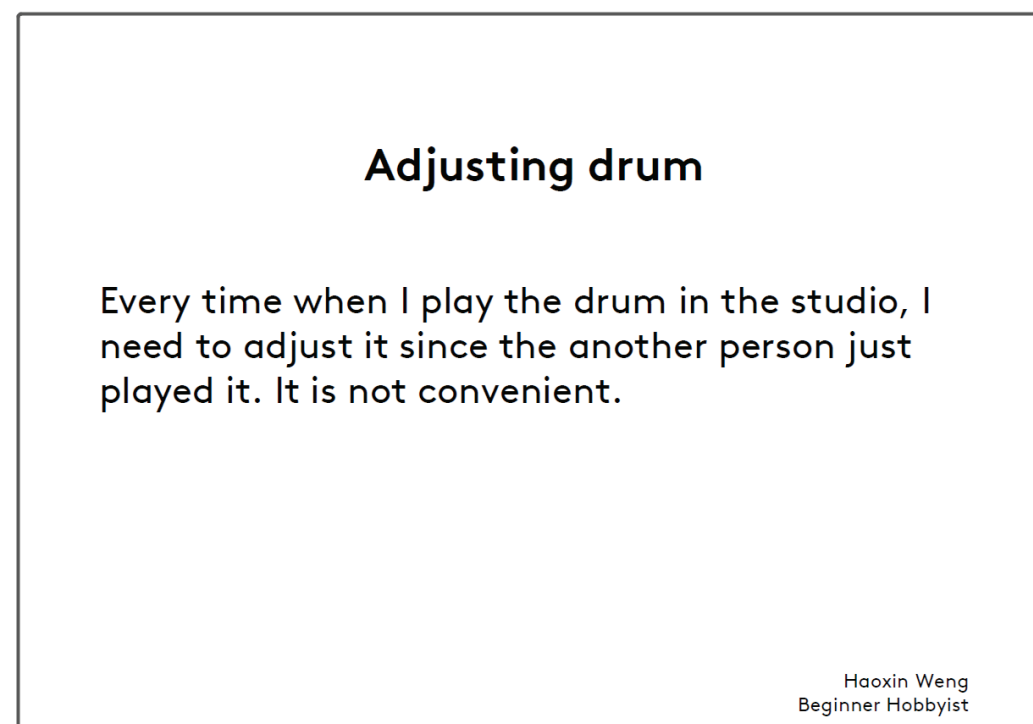 Adjusting drum
Every time when I play the drum in the studio, I
need to adjust it since the another person just
played it. It is not convenient.
Haoxin Weng
Beginner Hobbyist